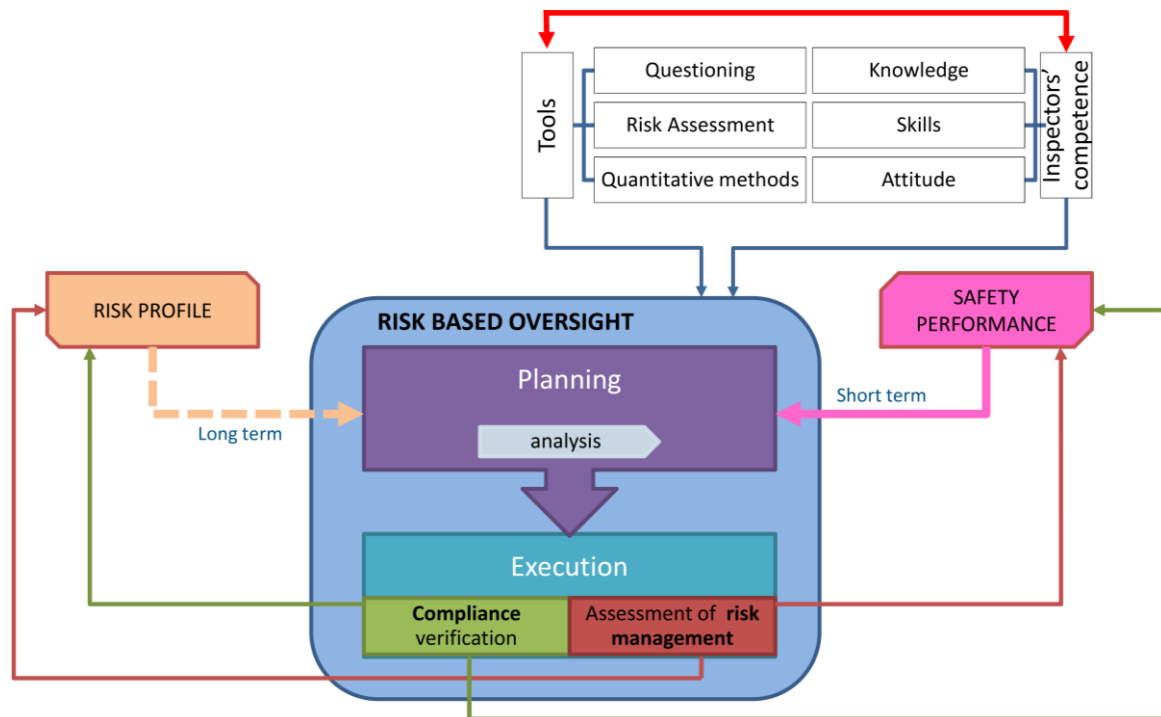 Tools
Questioning
Knowledge
Risk Assessment
Skills
Quantitative methods
Attitude
Inspectors'
competence
RISK PROFILE
RISK BASED OVERSIGHT
SAFETY
PERFORMANCE
Planning
Long term
Short term
analysis
Execution
Compliance
verification
Assessment of risk
management